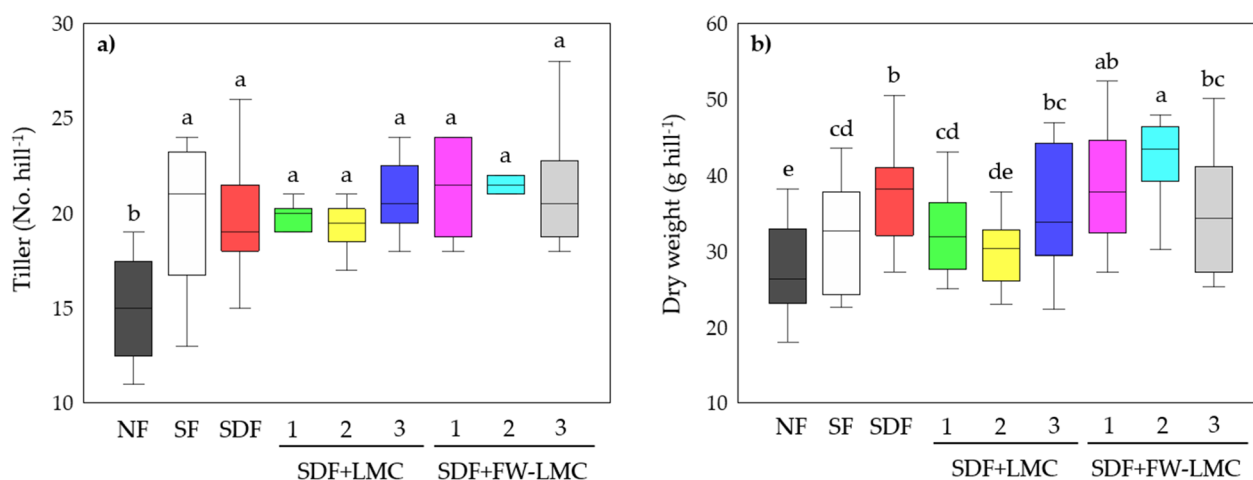 a)
Tiller (No. hill⁻¹)
30
25
20
15
10
b a a a a a a a a
NF SF SDF 1 2 3 1 2 3
SDF+LMC SDF+FW-LMC
b)
Dry weight (g hill⁻¹)
60
50
40
30
20
10
e cd b cd de bc ab a bc
NF SF SDF 1 2 3 1 2 3
SDF+LMC SDF+FW-LMC